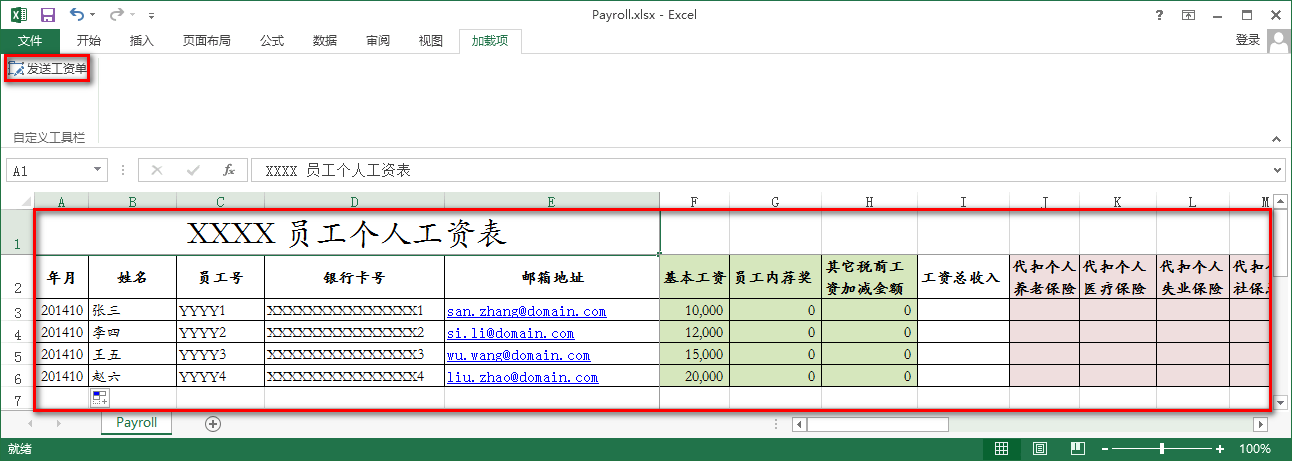 Payroll.xlsx - Excel
?
文件 开始 插入 页面布局 公式 数据 审阅 视图 加载项 登录
发送工资单
自定义工具栏
A1 fx XXXX 员工个人工资表
A B C D E F G H I J K L M
1 XXXX 员工个人工资表
2 年月 姓名 员工号 银行卡号 邮箱地址 基本工资 员工内荐奖 其它税前工资加减金额 工资总收入 代和个人养老保险 代和个人医疗保险 代和个人失业保险 代和 社保
3 201410 张三 YYYY1 XXXXXXXXXXXXXXXX1 san.zhang@domain.com 10,000 0 0
4 201410 李四 YYYY2 XXXXXXXXXXXXXXXX2 si.li@domain.com 12,000 0 0
5 201410 王五 YYYY3 XXXXXXXXXXXXXXXX3 wu.wang@domain.com 15,000 0 0
6 201410 赵六 YYYY4 XXXXXXXXXXXXXXXX4 liu.zhao@domain.com 20,000 0 0
7
Payroll
就绪 100%